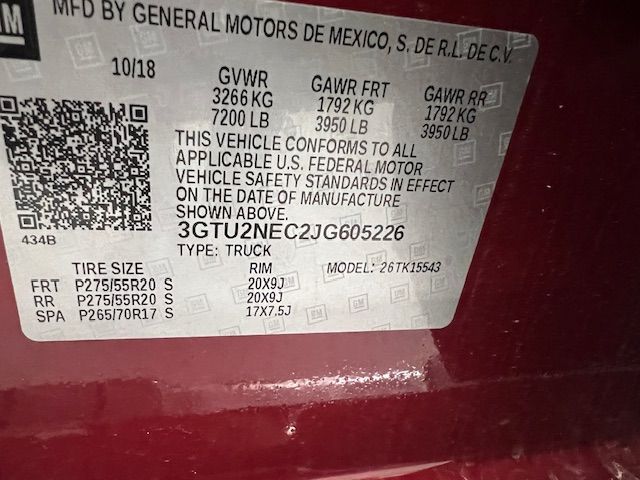 GM
MFD BY GENERAL MOTORS DE MEXICO, S. DE R.L. DE C.V.
10/18 GVWR GAWR FRT GAWR RR
3266 KG 1792 KG 1792 KG
7200 LB 3950 LB 3950 LB
THIS VEHICLE CONFORMS TO ALL
APPLICABLE U.S. FEDERAL MOTOR
VEHICLE SAFETY STANDARDS IN EFFECT
ON THE DATE OF MANUFACTURE
SHOWN ABOVE.
434B
3GTU2NEC2JG605226
TYPE: TRUCK
TIRE SIZE RIM MODEL: 26TK15543
FRT P275/55R20 S 20X9J
RR P275/55R20 S 20X9J
SPA P265/70R17 S 17X7.5J